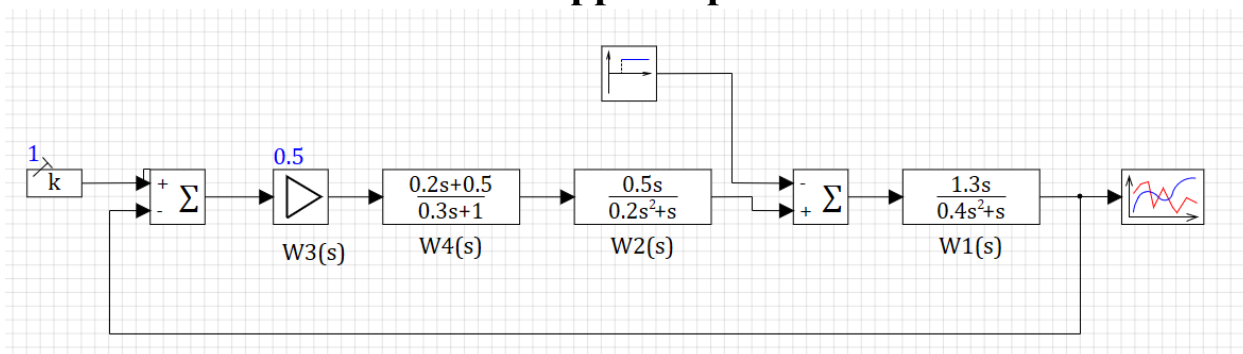 1
k
+
-
Σ
0.5
W3(s)
0.2s+0.5
0.3s+1
W4(s)
0.5s
0.2s²+s
W2(s)
-
+
Σ
1.3s
0.4s²+s
W1(s)